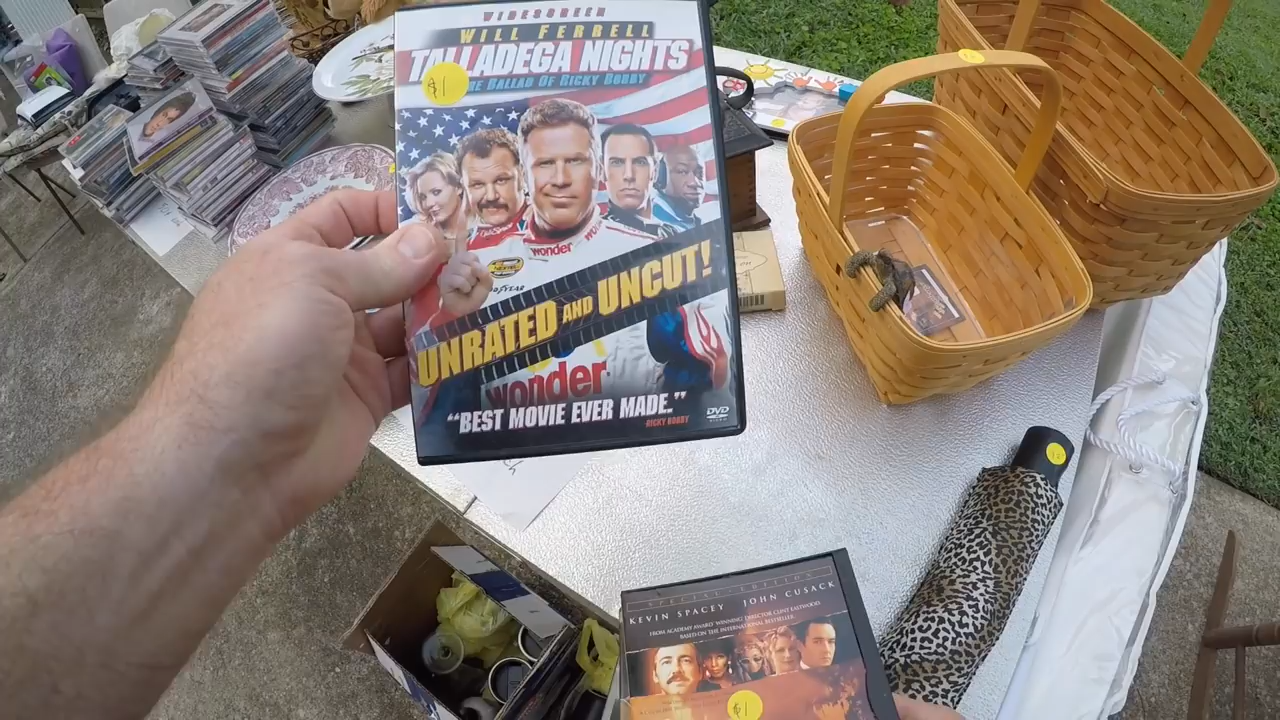 WIDESCREEN
WILL FERRELL
TALLADEGA NIGHTS
$1
HE BALLAD OF RICKY BOBBY
wonder
GOODYEAR
UNRATED AND UNCUT!
wonder
"BEST MOVIE EVER MADE."
RICKY BOBBY
DVD
SPECIAL EDITION
KEVIN SPACEY JOHN CUSACK
FROM ACADEMY AWARD WINNING DIRECTOR CLINT EASTWOOD
BASED ON THE INTERNATIONAL BESTSELLER
$1